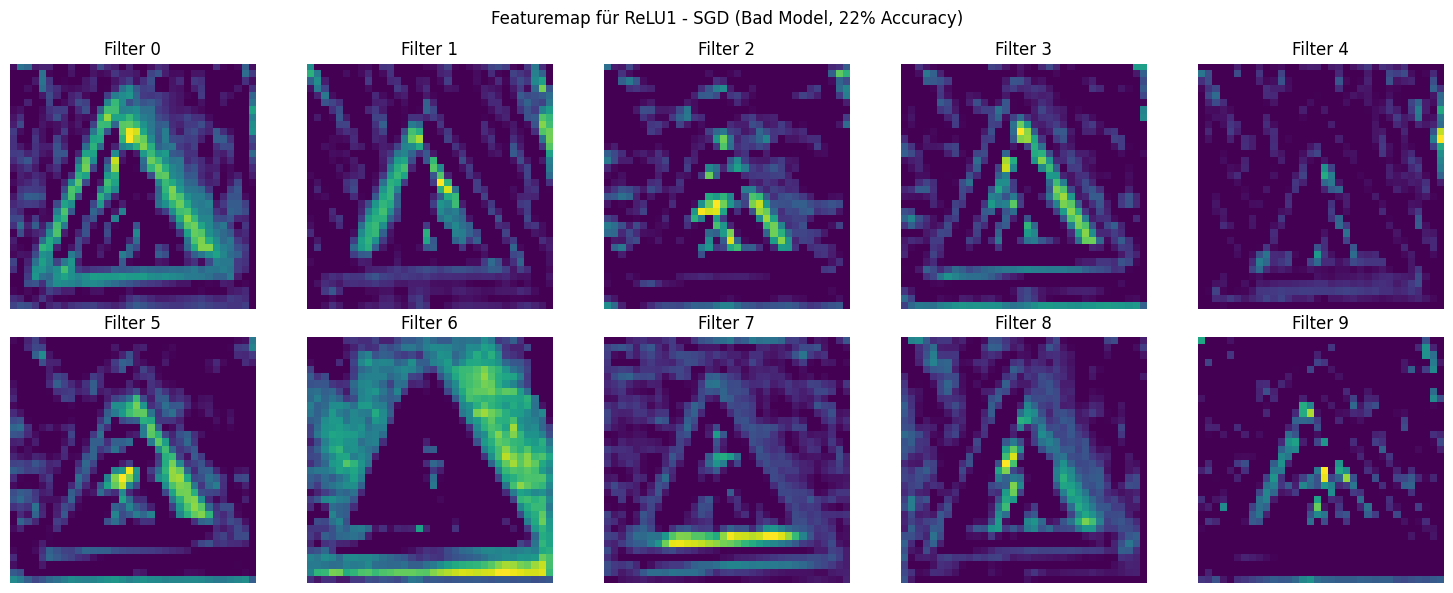 Featuremap für ReLU1 - SGD (Bad Model, 22% Accuracy)
Filter 0 Filter 1 Filter 2 Filter 3 Filter 4
Filter 5 Filter 6 Filter 7 Filter 8 Filter 9